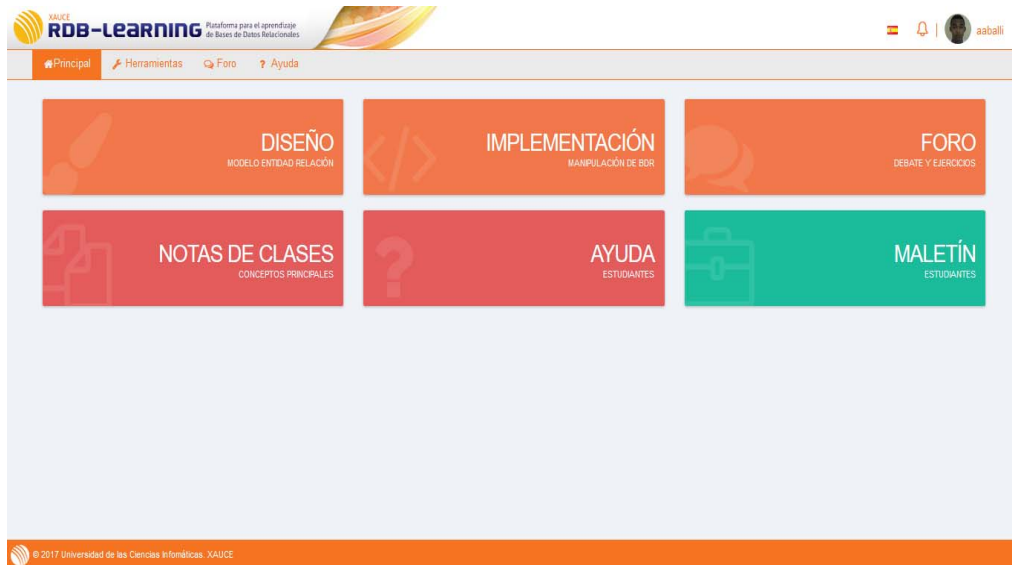 XAUCE
RDB-Learning
Plataforma para el aprendizaje
de Bases de Datos Relacionales
aaballi
Principal
Herramientas
Foro
? Ayuda
DISEÑO
MODELO ENTIDAD RELACIÓN
</>
IMPLEMENTACIÓN
MANIPULACIÓN DE BDR
FORO
DEBATE Y EJERCICIOS
NOTAS DE CLASES
CONCEPTOS PRINCIPALES
?
AYUDA
ESTUDIANTES
MALETÍN
ESTUDIANTES
© 2017 Universidad de las Ciencias Infomáticas. XAUCE